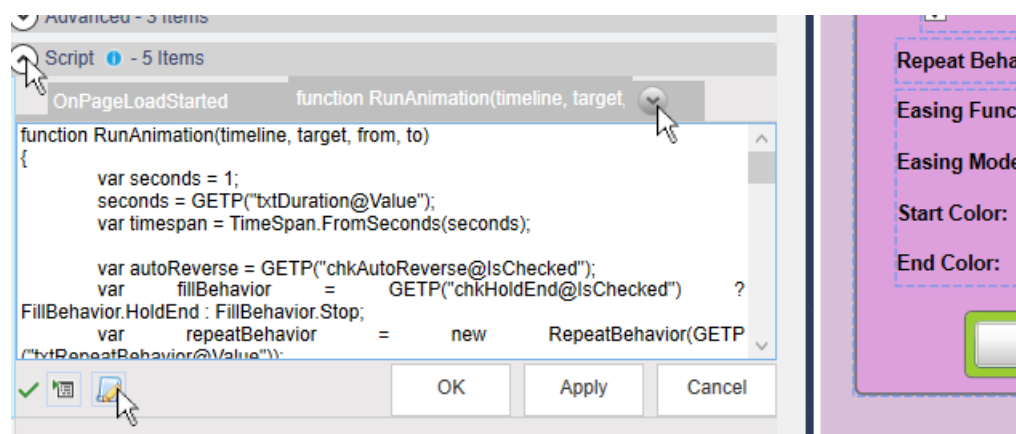 Advanced - 3 Items
Script - 5 Items
OnPageLoadStarted function RunAnimation(timeline, target,
function RunAnimation(timeline, target, from, to)
{
var seconds = 1;
seconds = GETP("txtDuration@Value");
var timespan = TimeSpan.FromSeconds(seconds);
var autoReverse = GETP("chkAutoReverse@IsChecked");
var fillBehavior = GETP("chkHoldEnd@IsChecked") ?
FillBehavior.HoldEnd : FillBehavior.Stop;
var repeatBehavior = new RepeatBehavior(GETP
("txtRepeatBehavior@Value"));
OK Apply Cancel
Repeat Beha
Easing Func
Easing Mode
Start Color:
End Color: